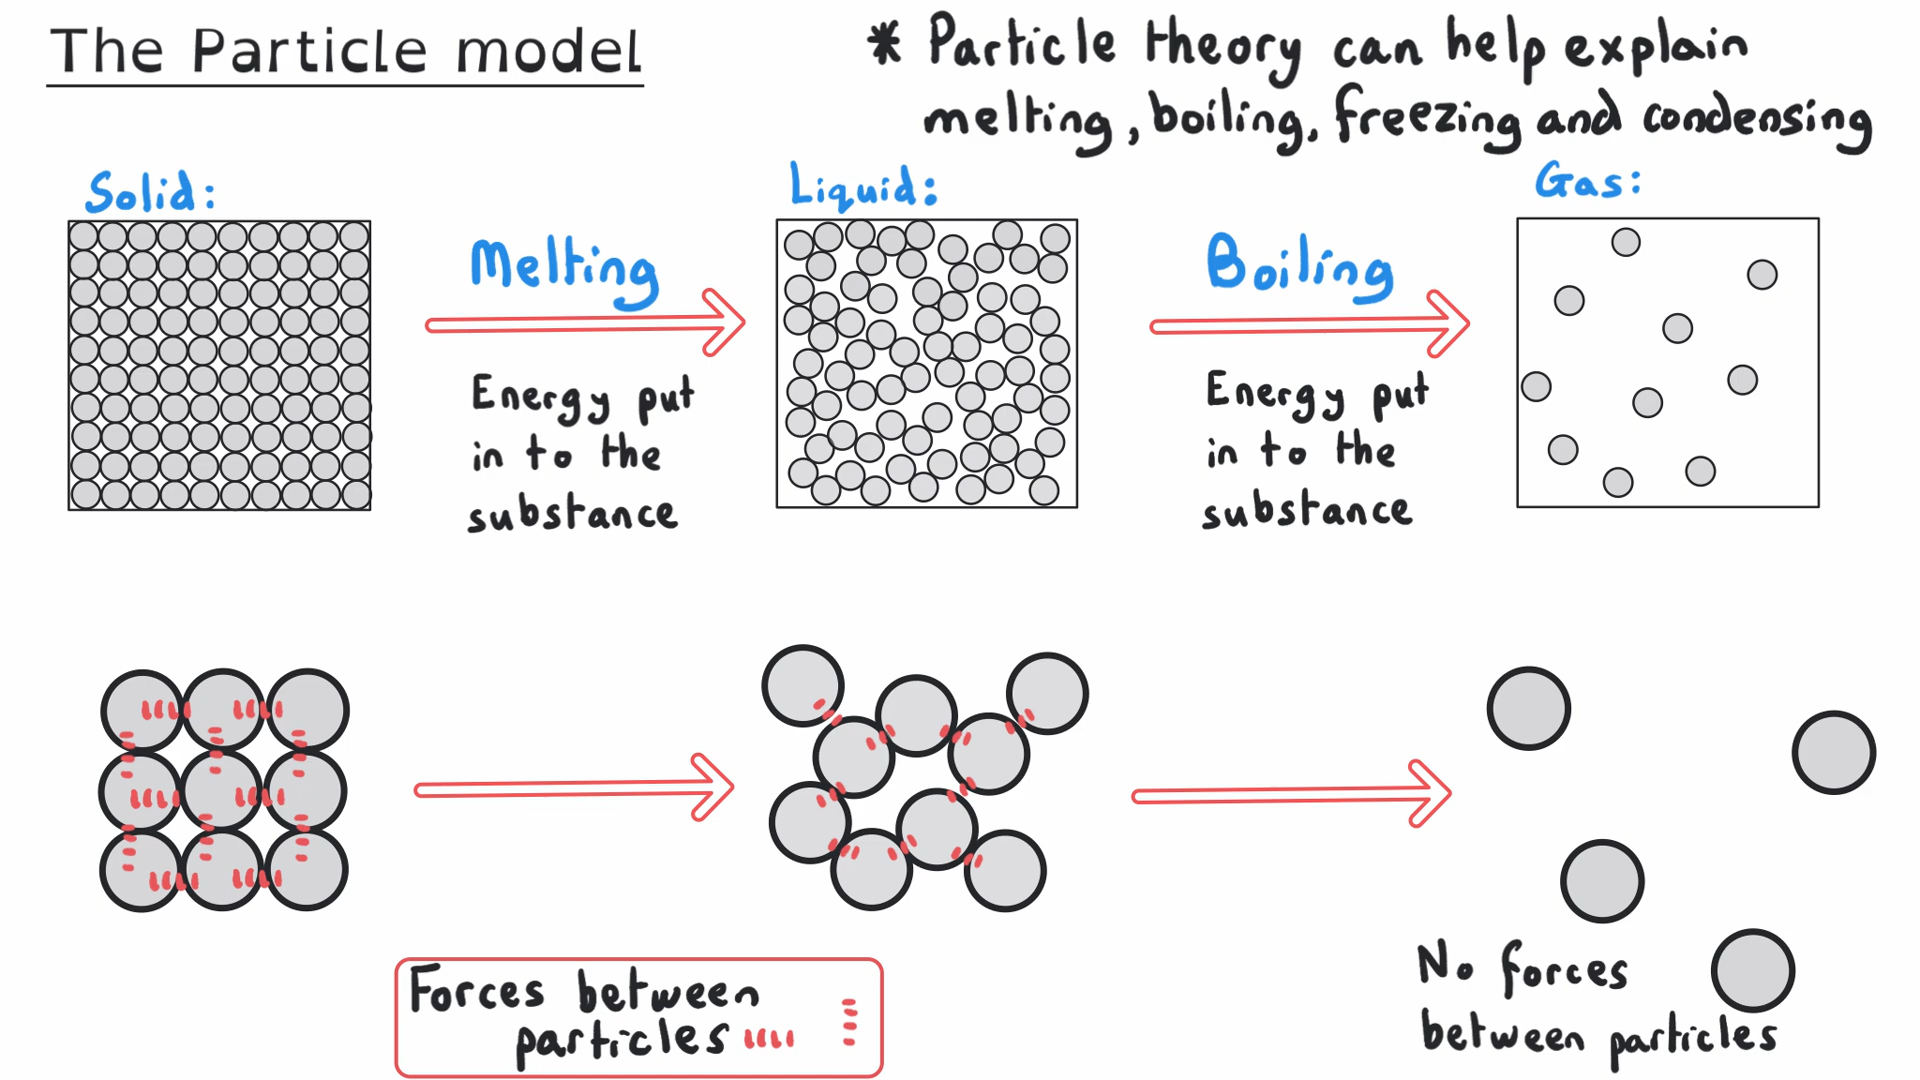 The Particle model
* Particle theory can help explain
melting, boiling, freezing and condensing
Solid:
Liquid:
Gas:
Melting
Energy put
in to the
substance
Boiling
Energy put
in to the
substance
Forces between
particles
No forces
between particles